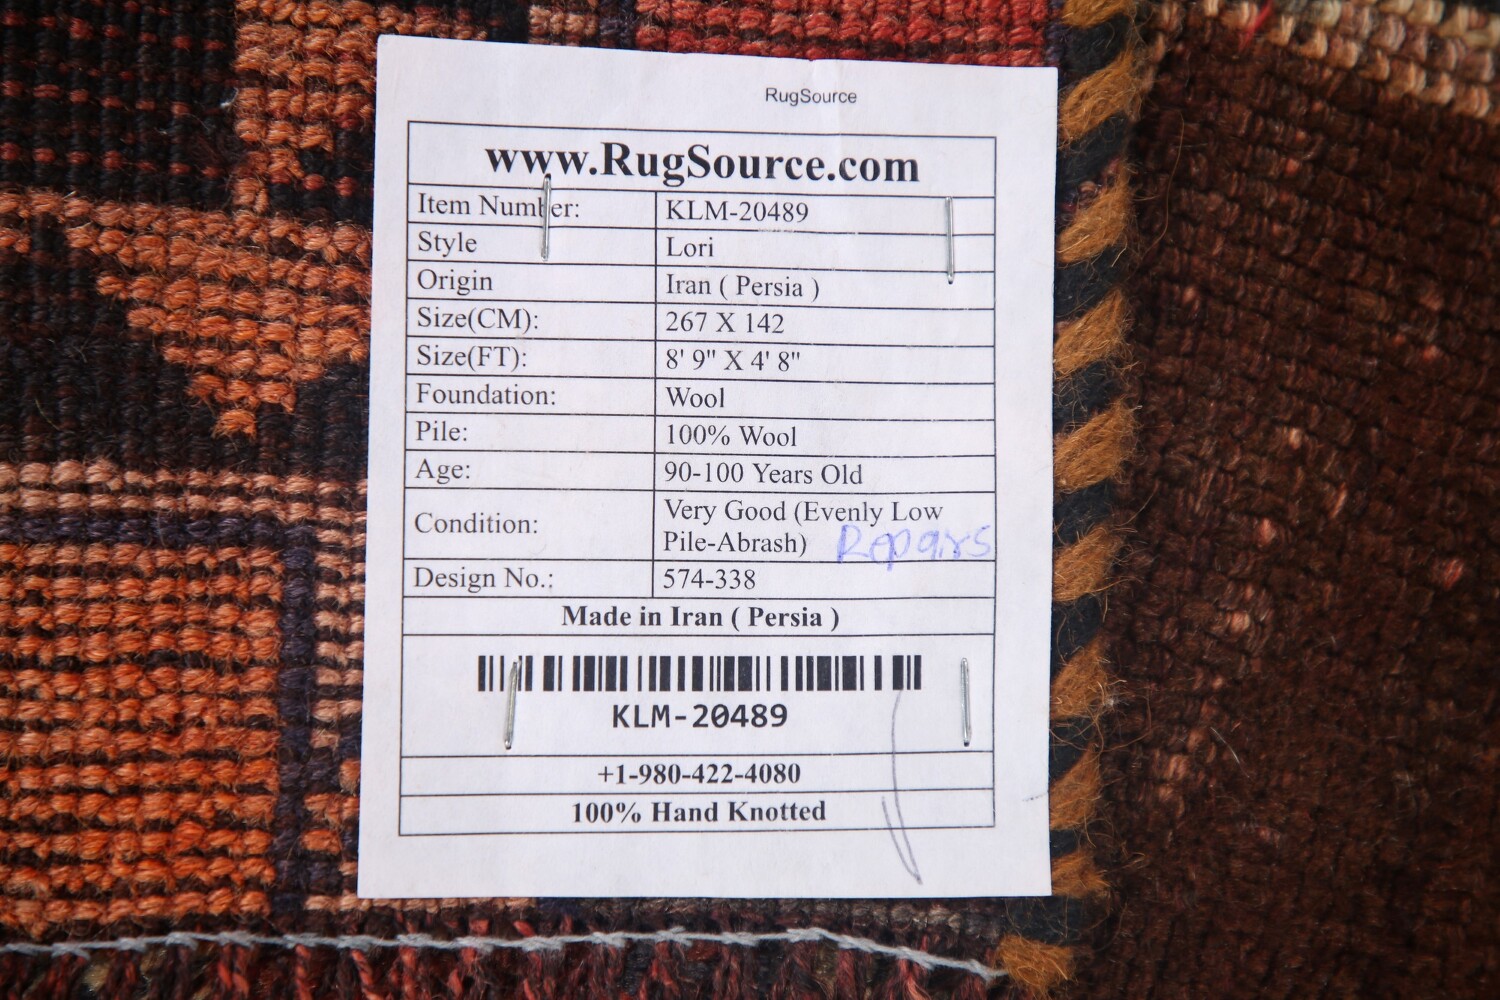 RugSource
www.RugSource.com
Item Number: KLM-20489
Style Lori
Origin Iran ( Persia )
Size(CM): 267 X 142
Size(FT): 8' 9" X 4' 8"
Foundation: Wool
Pile: 100% Wool
Age: 90-100 Years Old
Condition: Very Good (Evenly Low
Pile-Abrash) Repairs
Design No.: 574-338
Made in Iran ( Persia )
KLM-20489
+1-980-422-4080
100% Hand Knotted